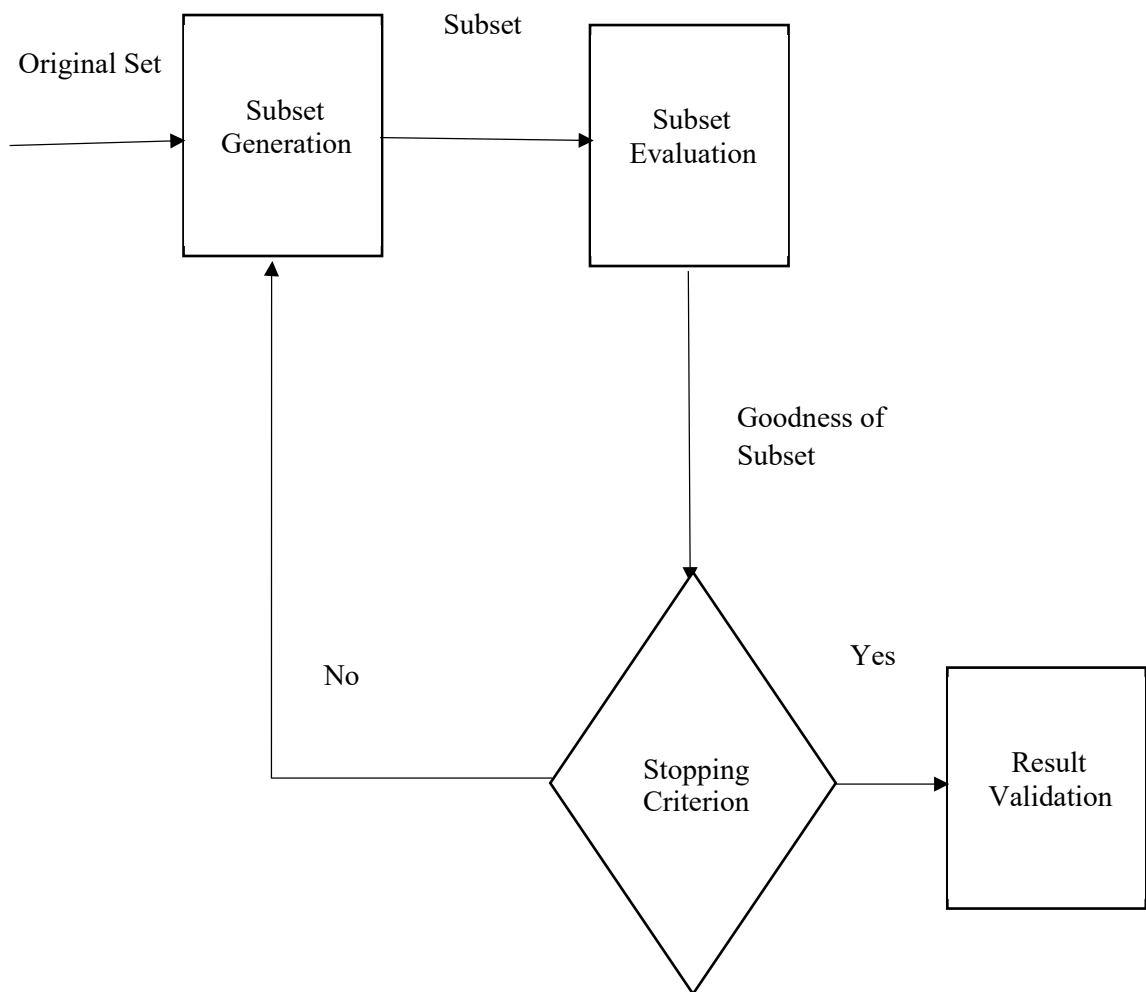 Original Set
Subset
Generation
Subset
Subset
Evaluation
Goodness of
Subset
No
Yes
Stopping
Criterion
Result
Validation